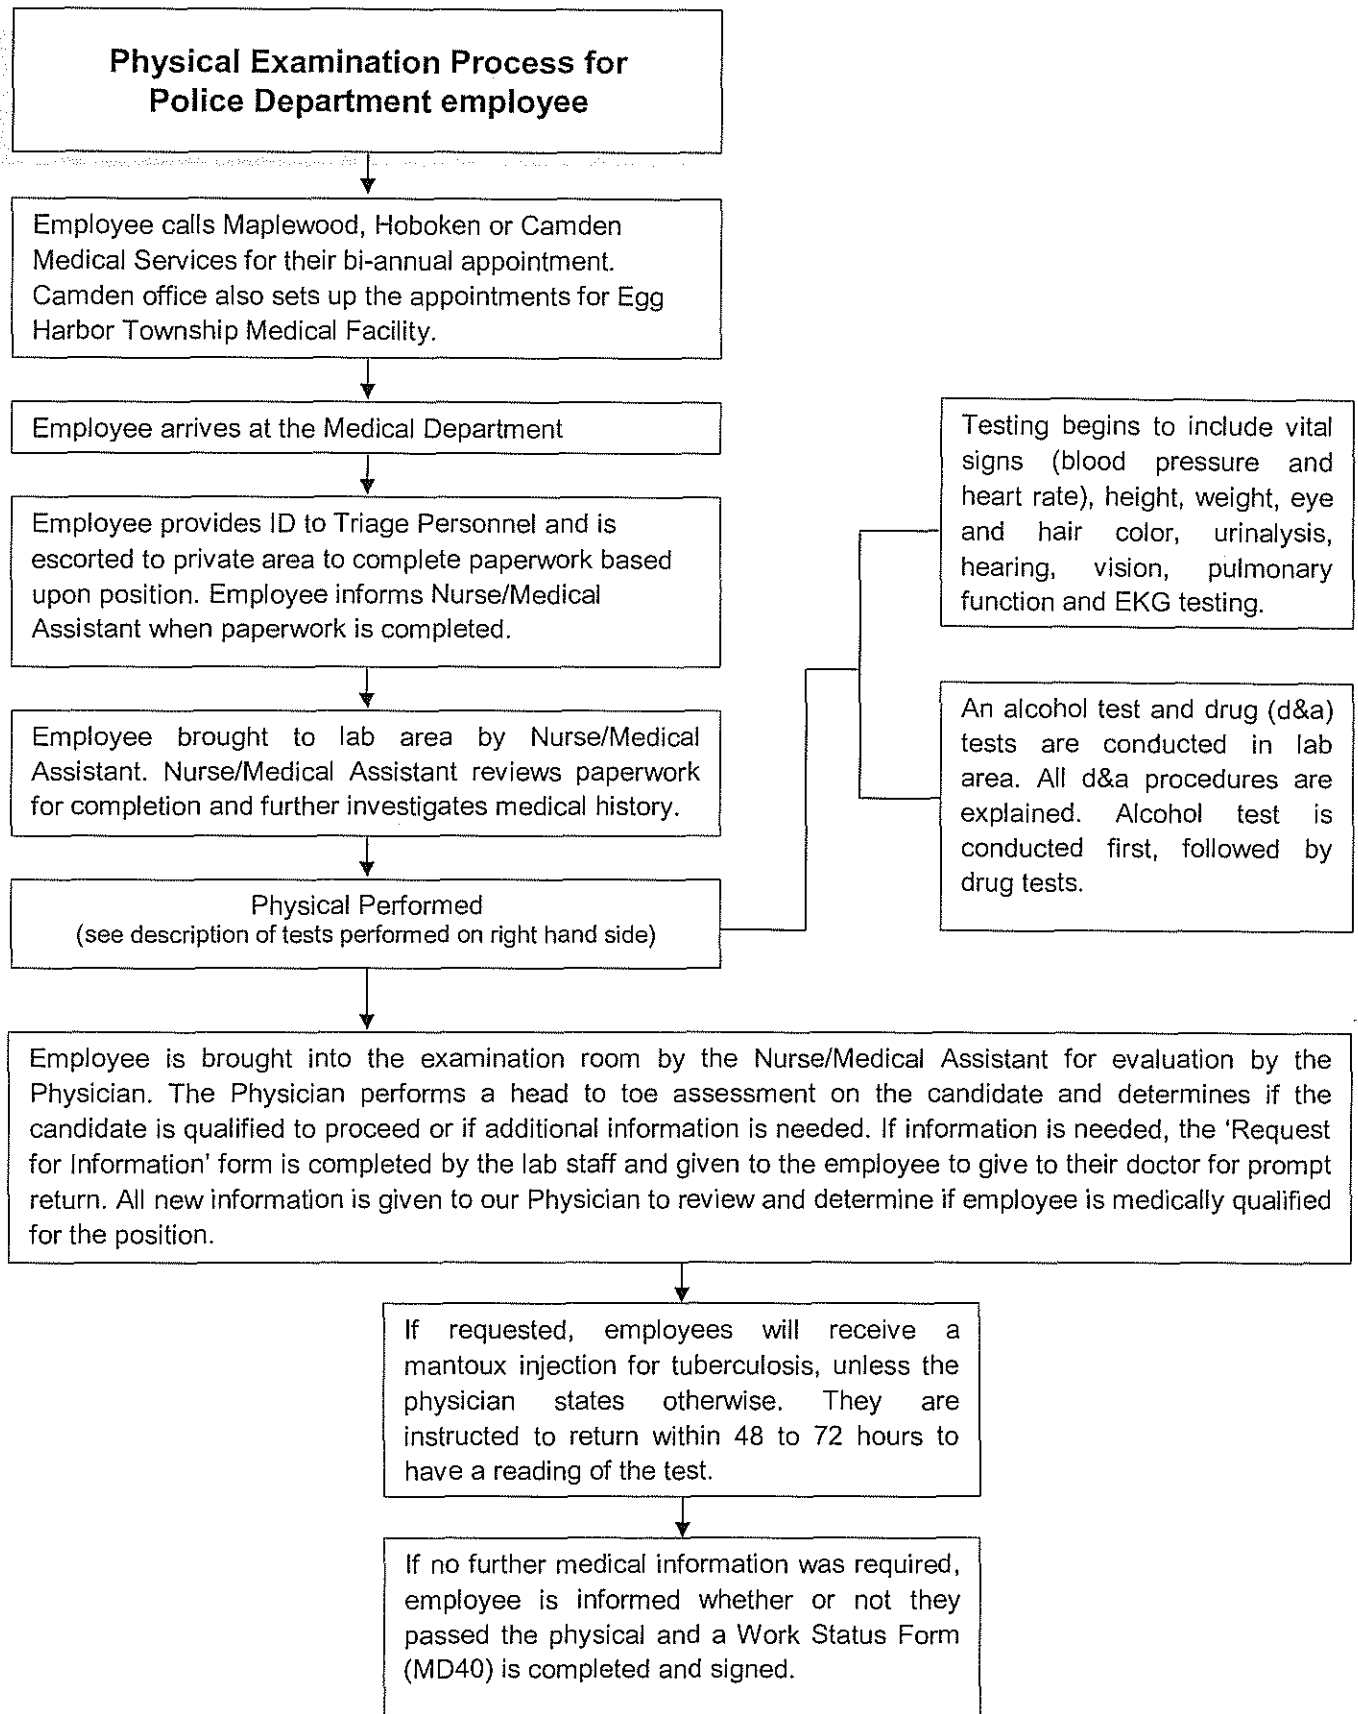 Physical Examination Process for
Police Department employee
Employee calls Maplewood, Hoboken or Camden
Medical Services for their bi-annual appointment.
Camden office also sets up the appointments for Egg
Harbor Township Medical Facility.
Employee arrives at the Medical Department
Employee provides ID to Triage Personnel and is
escorted to private area to complete paperwork based
upon position. Employee informs Nurse/Medical
Assistant when paperwork is completed.
Employee brought to lab area by Nurse/Medical
Assistant. Nurse/Medical Assistant reviews paperwork
for completion and further investigates medical history.
Physical Performed
(see description of tests performed on right hand side)
Testing begins to include vital
signs (blood pressure and
heart rate), height, weight, eye
and hair color, urinalysis,
hearing, vision, pulmonary
function and EKG testing.
An alcohol test and drug (d&a)
tests are conducted in lab
area. All d&a procedures are
explained. Alcohol test is
conducted first, followed by
drug tests.
Employee is brought into the examination room by the Nurse/Medical Assistant for evaluation by the
Physician. The Physician performs a head to toe assessment on the candidate and determines if the
candidate is qualified to proceed or if additional information is needed. If information is needed, the ‘Request
for Information’ form is completed by the lab staff and given to the employee to give to their doctor for prompt
return. All new information is given to our Physician to review and determine if employee is medically qualified
for the position.
If requested, employees will receive a
mantoux injection for tuberculosis, unless the
physician states otherwise. They are
instructed to return within 48 to 72 hours to
have a reading of the test.
If no further medical information was required,
employee is informed whether or not they
passed the physical and a Work Status Form
(MD40) is completed and signed.